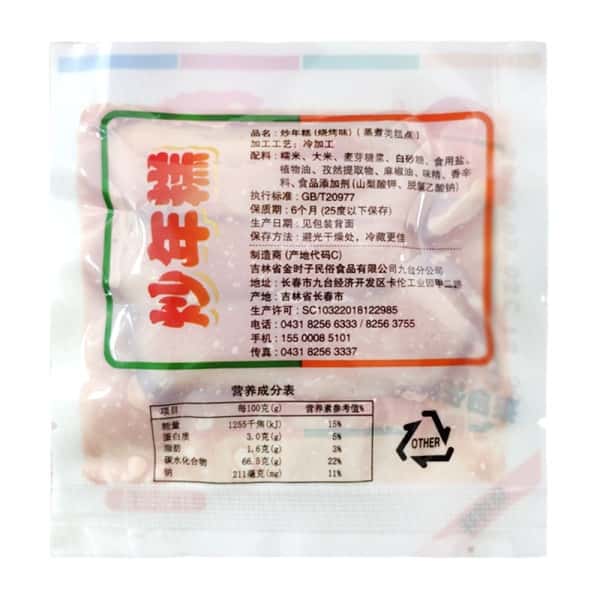 炒年糕
品名：炒年糕（烧烤味）（蒸煮类糕点）
加工工艺：冷加工
配料：糯米、大米、麦芽糖浆、白砂糖、食用盐、
植物油、孜然提取物、麻椒油、味精、香辛
料、食品添加剂（山梨酸钾、脱氢乙酸钠）
执行标准：GB/T20977
保质期：6个月（25度以下保存）
生产日期：见包装背面
保存方法：避光干燥处，冷藏更佳
制造商（产地代码C）
吉林省金时子民俗食品有限公司九台分公司
地址：长春市九台经济开发区卡伦工业园甲二路
产地：吉林省长春市
生产许可：SC10322018122985
电话：0431 8256 6333 / 8256 3755
手机：155 0008 5101
传真：0431 8256 3337
营养成分表
项目 每100克(g) 营养素参考值%
能量 1255千焦(kJ) 15%
蛋白质 3.0克(g) 5%
脂肪 1.6克(g) 3%
碳水化合物 66.5克(g) 22%
钠 211毫克(mg) 11%
OTHER